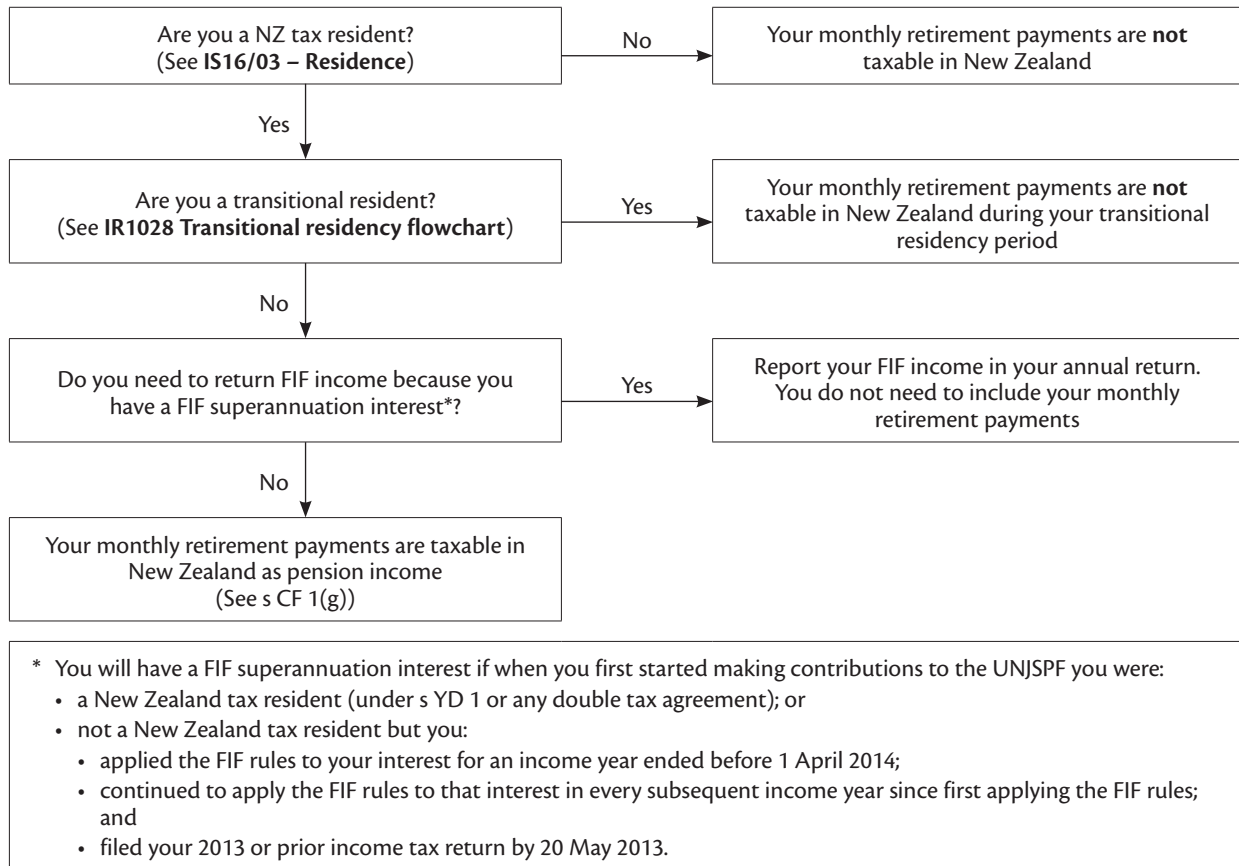 Are you a NZ tax resident?
(See IS16/03 – Residence)
No
Your monthly retirement payments are not
taxable in New Zealand
Yes
Are you a transitional resident?
(See IR1028 Transitional residency flowchart)
Yes
Your monthly retirement payments are not
taxable in New Zealand during your transitional
residency period
No
Do you need to return FIF income because you
have a FIF superannuation interest*?
Yes
Report your FIF income in your annual return.
You do not need to include your monthly
retirement payments
No
Your monthly retirement payments are taxable in
New Zealand as pension income
(See s CF 1(g))
* You will have a FIF superannuation interest if when you first started making contributions to the UNJSPF you were:
• a New Zealand tax resident (under s YD 1 or any double tax agreement); or
• not a New Zealand tax resident but you:
• applied the FIF rules to your interest for an income year ended before 1 April 2014;
• continued to apply the FIF rules to that interest in every subsequent income year since first applying the FIF rules;
and
• filed your 2013 or prior income tax return by 20 May 2013.